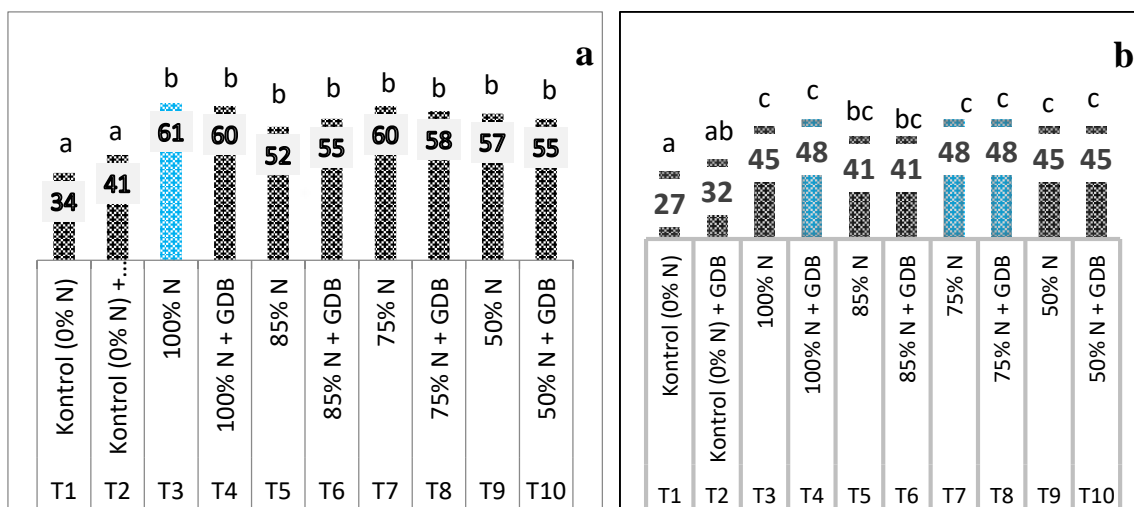 a
a a b b b b b b b b
34 41 61 60 52 55 60 58 57 55
Kontrol (0% N)
Kontrol (0% N) +....
100% N
100% N + GDB
85% N
85% N + GDB
75% N
75% N + GDB
50% N
50% N + GDB
T1 T2 T3 T4 T5 T6 T7 T8 T9 T10
b
a ab c c bc bc c c c c
27 32 45 48 41 41 48 48 45 45
Kontrol (0% N)
Kontrol (0% N) + GDB
100% N
100% N + GDB
85% N
85% N + GDB
75% N
75% N + GDB
50% N
50% N + GDB
T1 T2 T3 T4 T5 T6 T7 T8 T9 T10